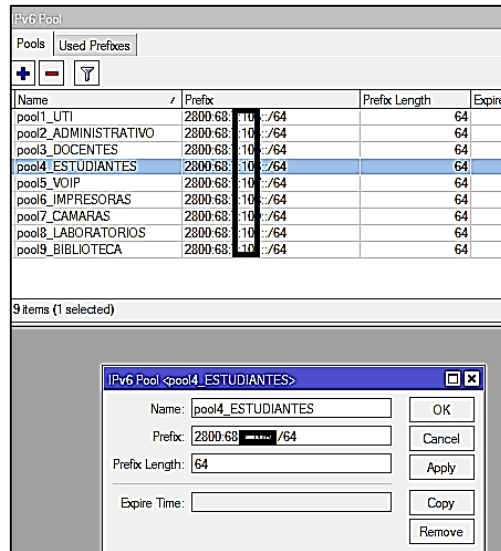 IPv6 Pool
Pools Used Prefixes
Name / Prefix Prefix Length Expire
pool1_UTI 2800:68: :10 ::/64 64
pool2_ADMINISTRATIVO 2800:68: :10 ::/64 64
pool3_DOCENTES 2800:68: :10 ::/64 64
pool4_ESTUDIANTES 2800:68: :10 ::/64 64
pool5_VOIP 2800:68: :10 ::/64 64
pool6_IMPRESORAS 2800:68: :10 ::/64 64
pool7_CAMARAS 2800:68: :10 ::/64 64
pool8_LABORATORIOS 2800:68: :10 ::/64 64
pool9_BIBLIOTECA 2800:68: :10 ::/64 64
9 items (1 selected)
IPv6 Pool <pool4_ESTUDIANTES>
Name: pool4_ESTUDIANTES OK
Prefix: 2800:68 /64 Cancel
Prefix Length: 64 Apply
Expire Time: Copy
Remove